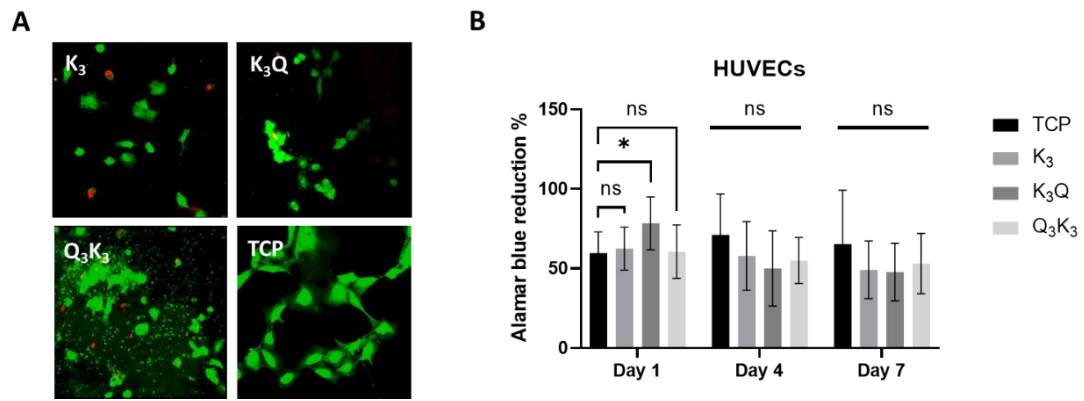 A
K₃
K₃Q
Q₃K₃
TCP
B
HUVECs
Alamar blue reduction %
150
100
50
0
ns
*
ns
ns
ns
Day 1
Day 4
Day 7
TCP
K₃
K₃Q
Q₃K₃